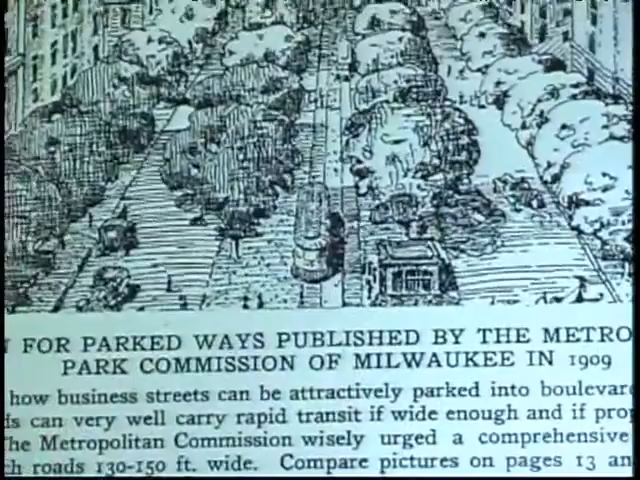 FOR PARKED WAYS PUBLISHED BY THE METRO
PARK COMMISSION OF MILWAUKEE IN 1909
how business streets can be attractively parked into boulevar
s can very well carry rapid transit if wide enough and if pro
he Metropolitan Commission wisely urged a comprehensive
ch roads 130-150 ft. wide. Compare pictures on pages 13 an